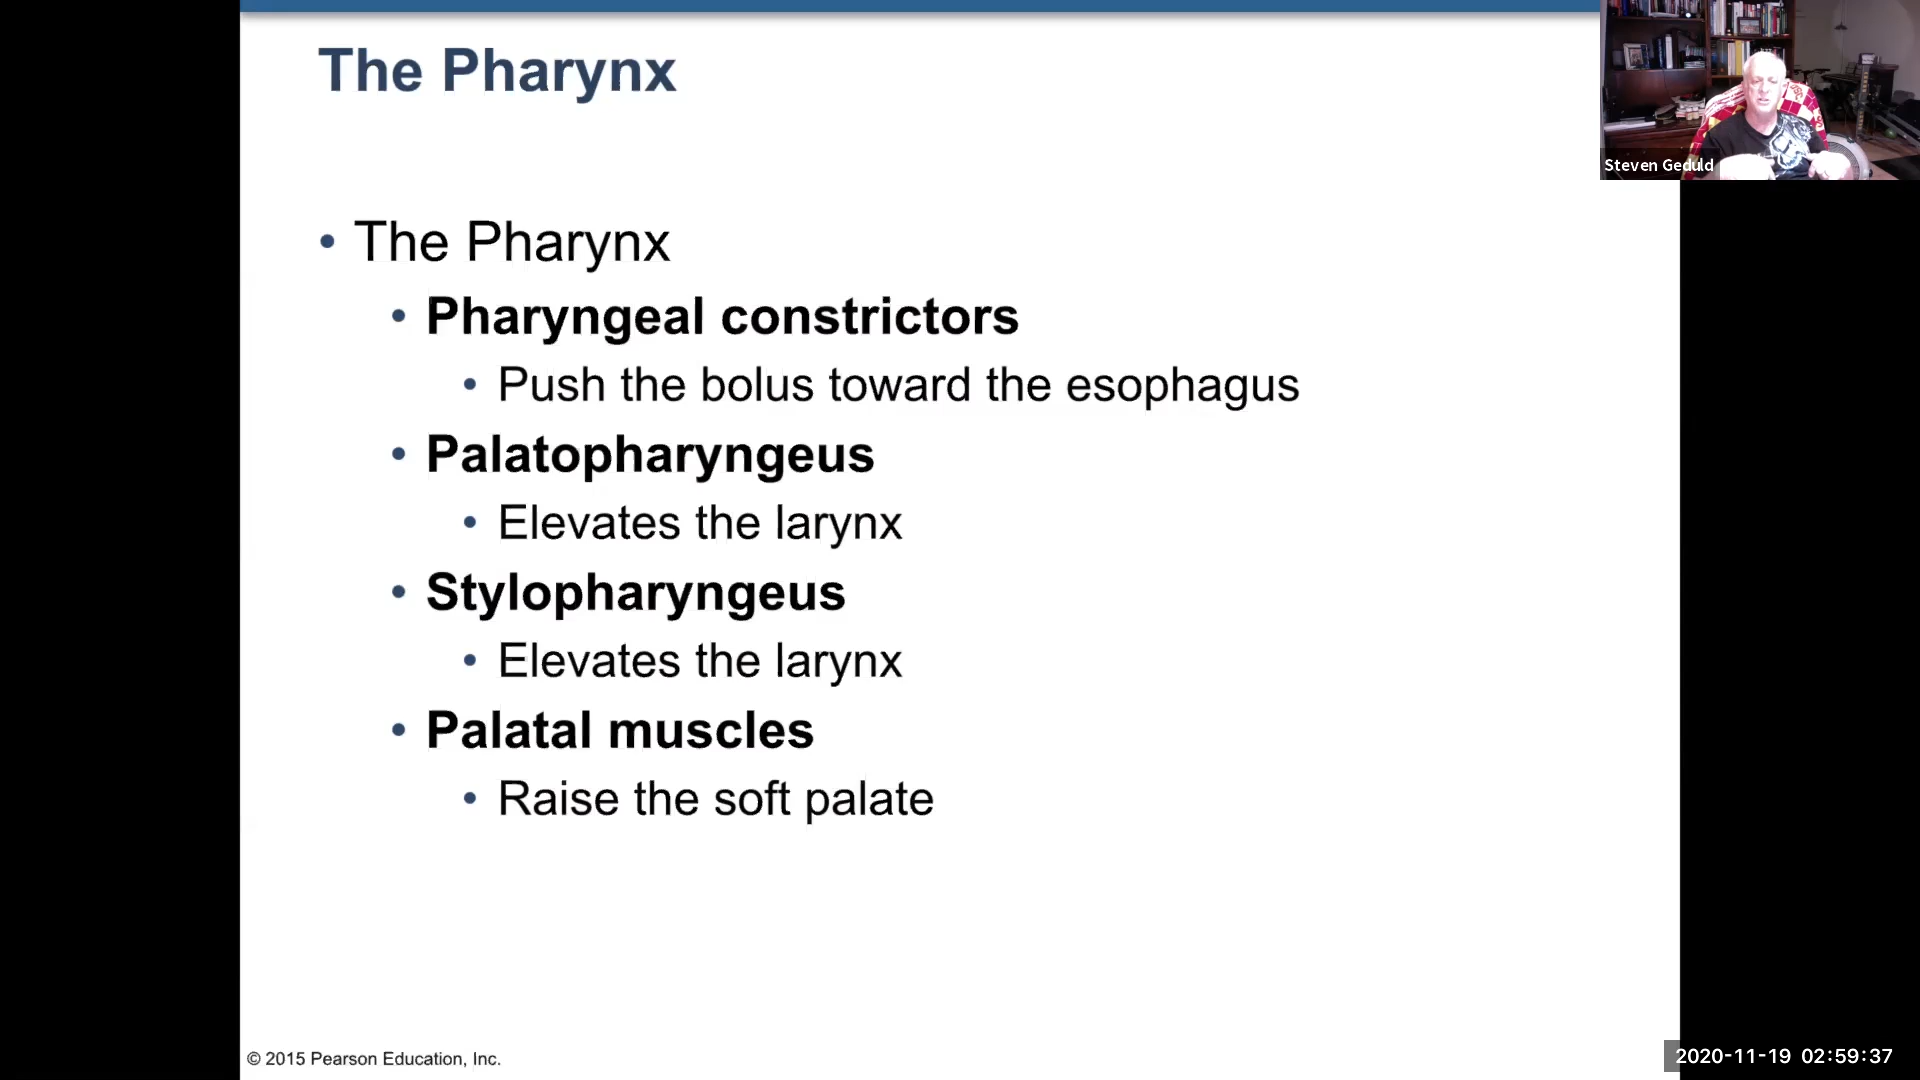 The Pharynx
Steven Geduld
• The Pharynx
• Pharyngeal constrictors
• Push the bolus toward the esophagus
• Palatopharyngeus
• Elevates the larynx
• Stylopharyngeus
• Elevates the larynx
• Palatal muscles
• Raise the soft palate
© 2015 Pearson Education, Inc.
2020-11-19 02:59:37